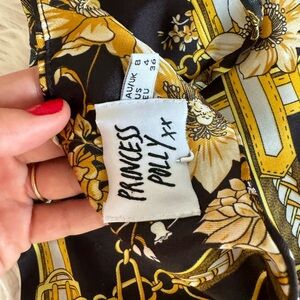 PRINCESS
POLLY xx
AU/UK 8
US 4
EU 36